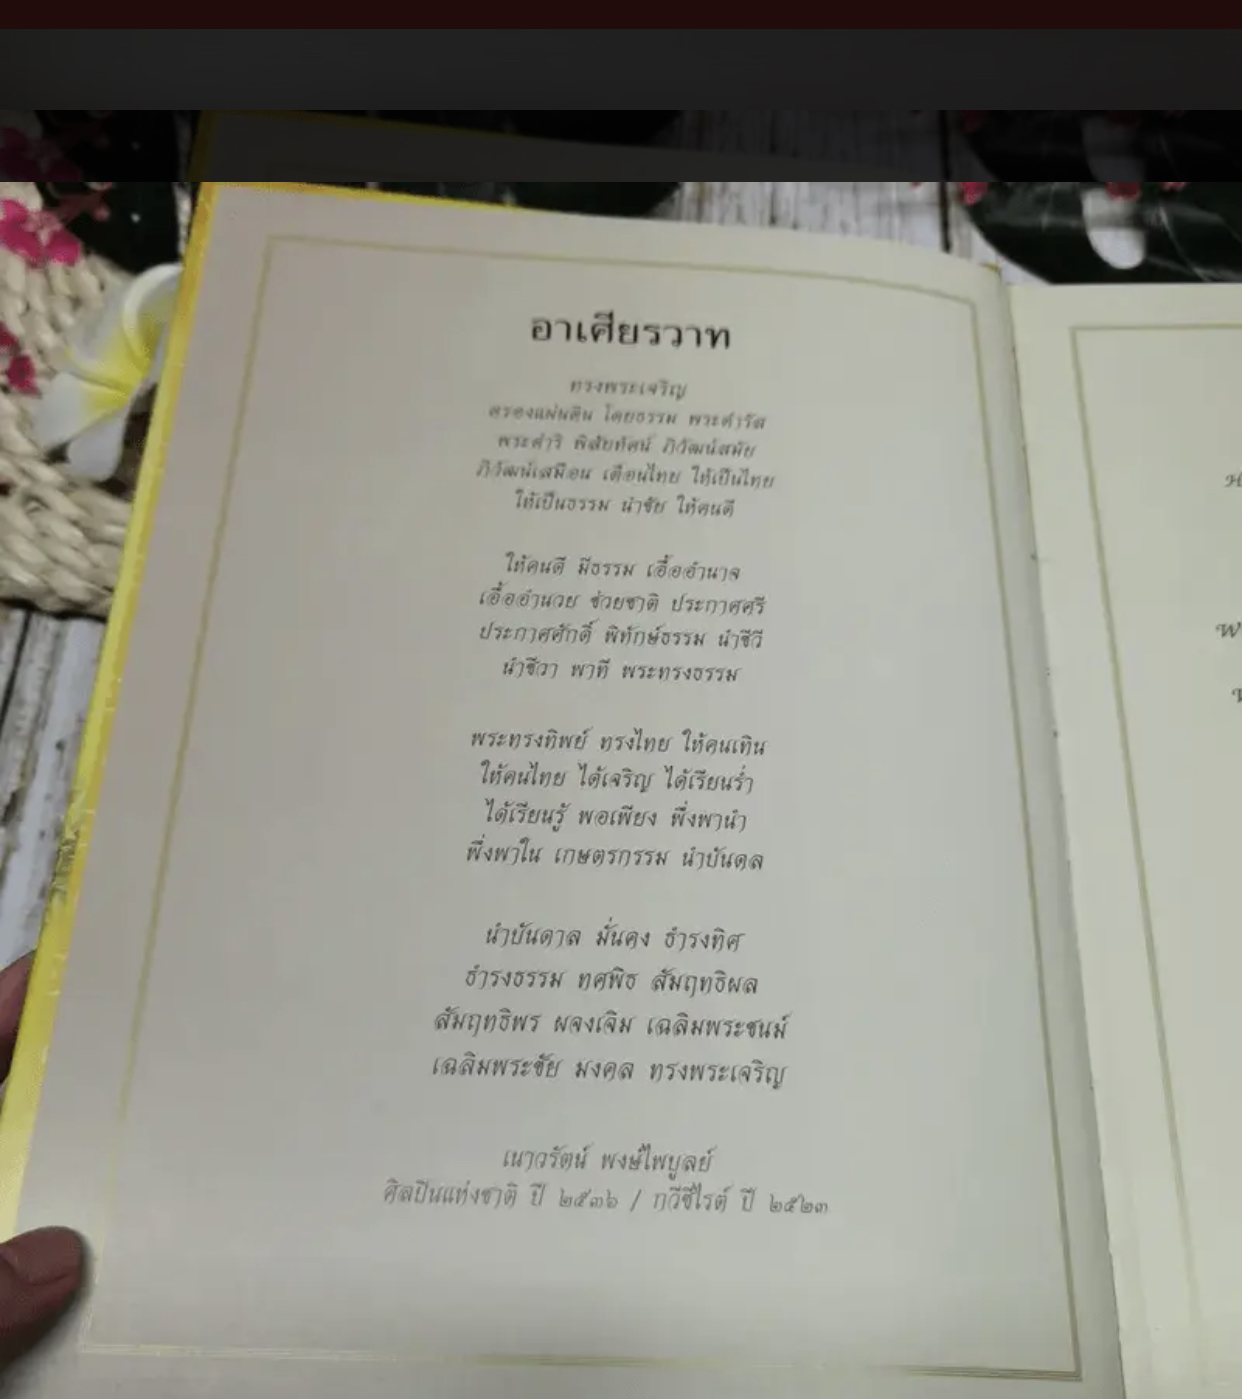 อาเศียรวาท
ทรงพระเจริญ
ครองแผ่นดิน โดยธรรม พระดำรัส
พระดำริ พิสัยทัศน์ ภิวัฒน์สมัย
ภิวัฒน์เสมือน เตือนไทย ให้เป็นไทย
ให้เป็นธรรม นำชัย ให้คนดี
ให้คนดี มีธรรม เอื้ออำนาจ
เอื้ออำนวย ช่วยชาติ ประกาศศรี
ประกาศศักดิ์ พิทักษ์ธรรม นำชีวี
นำชีวา พาที พระทรงธรรม
พระทรงทิพย์ ทรงไทย ให้คนเทิน
ให้คนไทย ได้เจริญ ได้เรียนร่ำ
ได้เรียนรู้ พอเพียง พึ่งพานำ
พึ่งพาใน เกษตรกรรม นำบันดล
นำบันดาล มั่นคง ธำรงทิศ
ธำรงธรรม ทศพิธ สัมฤทธิผล
สัมฤทธิพร ผจงเจิม เฉลิมพระชนม์
เฉลิมพระชัย มงคล ทรงพระเจริญ
เนาวรัตน์ พงษ์ไพบูลย์
ศิลปินแห่งชาติ ปี ๒๕๓๖ / กวีซีไรต์ ปี ๒๕๒๓